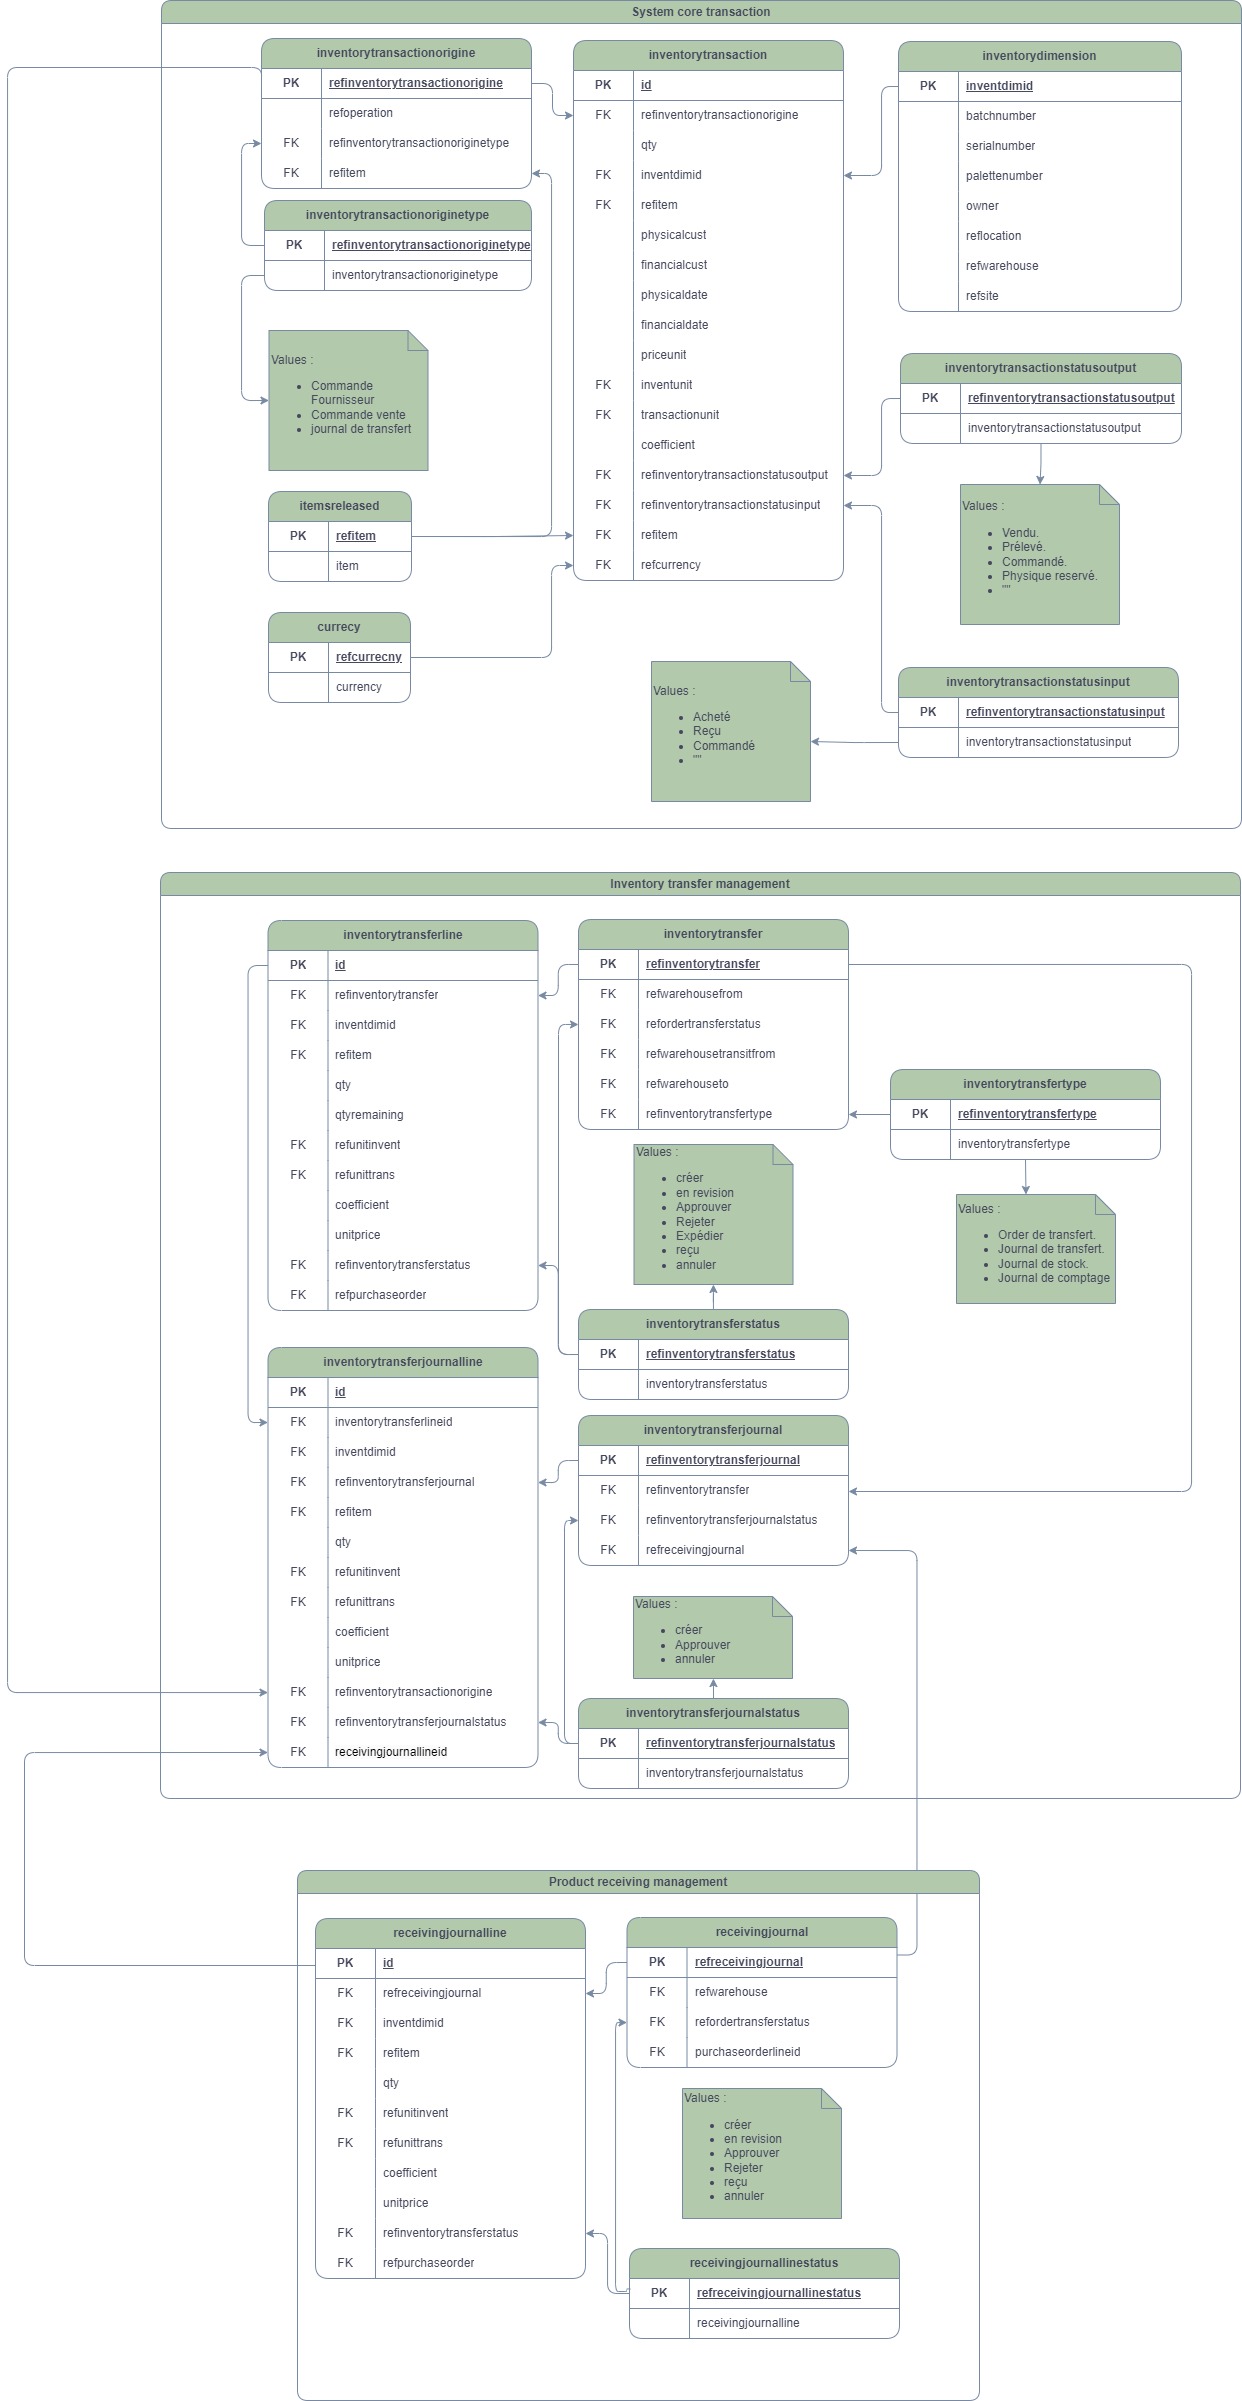 System core transaction
inventorytransactionorigine
PK refinventorytransactionorigine
refoperation
FK refinventorytransactionoriginetype
FK refitem
inventorytransactionoriginetype
PK refinventorytransactionoriginetype
inventorytransactionoriginetype
Values :
Commande
Fournisseur
Commande vente
journal de transfert
itemsreleased
PK refitem
item
currecy
PK refcurrecny
currency
inventorytransaction
PK id
FK refinventorytransactionorigine
qty
FK inventdimid
FK refitem
physicalcust
financialcust
physicaldate
financialdate
priceunit
FK inventunit
FK transactionunit
coefficient
FK refinventorytransactionstatusoutput
FK refinventorytransactionstatusinput
FK refitem
FK refcurrency
inventorydimension
PK inventdimid
batchnumber
serialnumber
palettenumber
owner
reflocation
refwarehouse
refsite
inventorytransactionstatusoutput
PK refinventorytransactionstatusoutput
inventorytransactionstatusoutput
Values :
Vendu.
Prélevé.
Commandé.
Physique reservé.
""
Values :
Acheté
Reçu
Commandé
""
inventorytransactionstatusinput
PK refinventorytransactionstatusinput
inventorytransactionstatusinput
Inventory transfer management
inventorytransferline
PK id
FK refinventorytransfer
FK inventdimid
FK refitem
qty
qtyremaining
FK refunitinvent
FK refunittrans
coefficient
unitprice
FK refinventorytransferstatus
FK refpurchaseorder
inventorytransfer
PK refinventorytransfer
FK refwarehousefrom
FK refordertransferstatus
FK refwarehousetransitfrom
FK refwarehouseto
FK refinventorytransfertype
inventorytransfertype
PK refinventorytransfertype
inventorytransfertype
Values :
créer
en revision
Approuver
Rejeter
Expédier
reçu
annuler
Values :
Order de transfert.
Journal de transfert.
Journal de stock.
Journal de comptage
inventorytransferstatus
PK refinventorytransferstatus
inventorytransferstatus
inventorytransferjournalline
PK id
FK inventorytransferlineid
FK inventdimid
FK refinventorytransferjournal
FK refitem
qty
FK refunitinvent
FK refunittrans
coefficient
unitprice
FK refinventorytransactionorigine
FK refinventorytransferjournalstatus
FK receivingjournallineid
inventorytransferjournal
PK refinventorytransferjournal
FK refinventorytransfer
FK refinventorytransferjournalstatus
FK refreceivingjournal
Values :
créer
Approuver
annuler
inventorytransferjournalstatus
PK refinventorytransferjournalstatus
inventorytransferjournalstatus
Product receiving management
receivingjournalline
PK id
FK refreceivingjournal
FK inventdimid
FK refitem
qty
FK refunitinvent
FK refunittrans
coefficient
unitprice
FK refinventorytransferstatus
FK refpurchaseorder
receivingjournal
PK refreceivingjournal
FK refwarehouse
FK refordertransferstatus
FK purchaseorderlineid
Values :
créer
en revision
Approuver
Rejeter
reçu
annuler
receivingjournallinestatus
PK refreceivingjournallinestatus
receivingjournalline